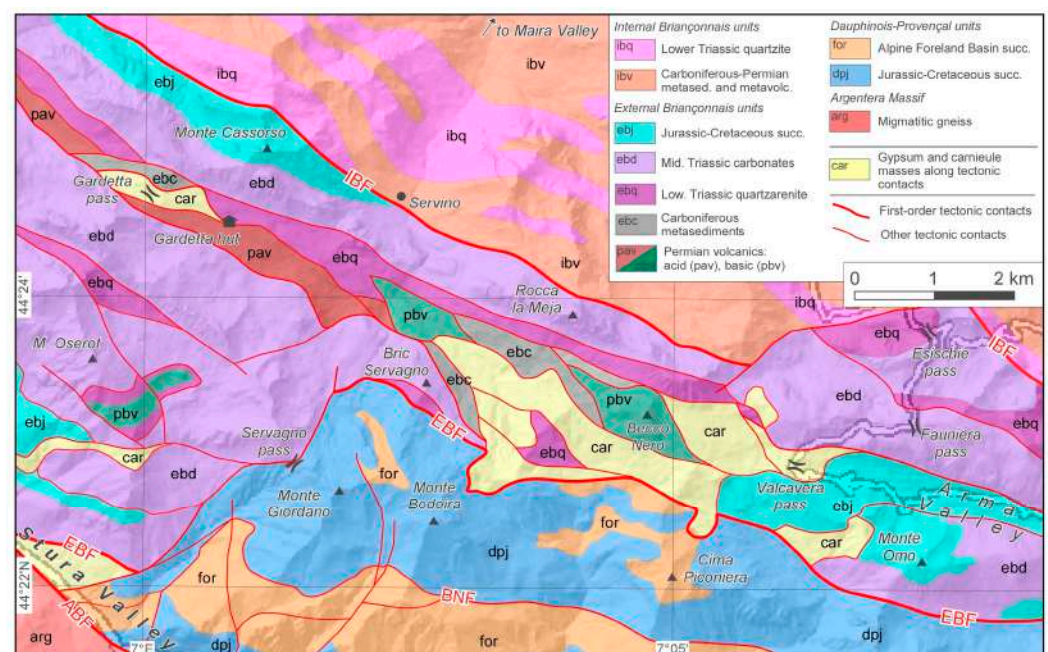 to Maira Valley
Internal Briançonnais units
ibq Lower Triassic quartzite
ibv Carboniferous-Permian
metased. and metavolc.
External Briançonnais units
ebj Jurassic-Cretaceous succ.
ebd Mid. Triassic carbonates
ebq Low. Triassic quartzarenite
ebc Carboniferous
metasediments
pav Permian volcanics:
acid (pav), basic (pbv)
Dauphinois-Provençal units
for Alpine Foreland Basin succ.
dpj Jurassic-Cretaceous succ.
Argentera Massif
arg Migmatitic gneiss
car Gypsum and carnieule
masses along tectonic
contacts
First-order tectonic contacts
Other tectonic contacts
0 1 2 km
ebj
ibq
ibv
ibq
pav
Monte Cassorso
ebc
ebd
IBF
Gardetta
pass
car
Servino
Gardetta hut
ebd
pav
ebq
ibv
44°24'
ebq
Rocca
la Meja
ibq
pbv
ebq
IBF
M. Oserot
Bric
Servagno
ebc
ebc
Esischie
pass
pbv
pbv
ebd
ebj
EBF
Becco
Nero
car
ebq
Servagno
pass
car
Fauniera
pass
car
ebd
for
ebq
Monte
Giordano
Monte
Bodoira
Valcavera
pass
ebj
Arma
Valley
for
dpj
car
Monte
Omo
EBF
Cima
Piconiera
ebd
Stura Valley
for
44°22'N
ABF
BNF
EBF
arg
dpj
for
dpj
7°E
7°05'